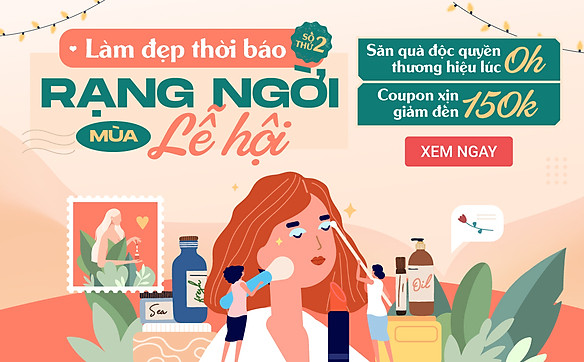 Làm đẹp thời báo
SỐ THỨ 2
RẠNG NGỜI
MÙA
Lễ hội
Săn quà độc quyền
thương hiệu lúc 0h
Coupon xịn
giảm đến 150k
XEM NGAY
Sea
fresh
Oil